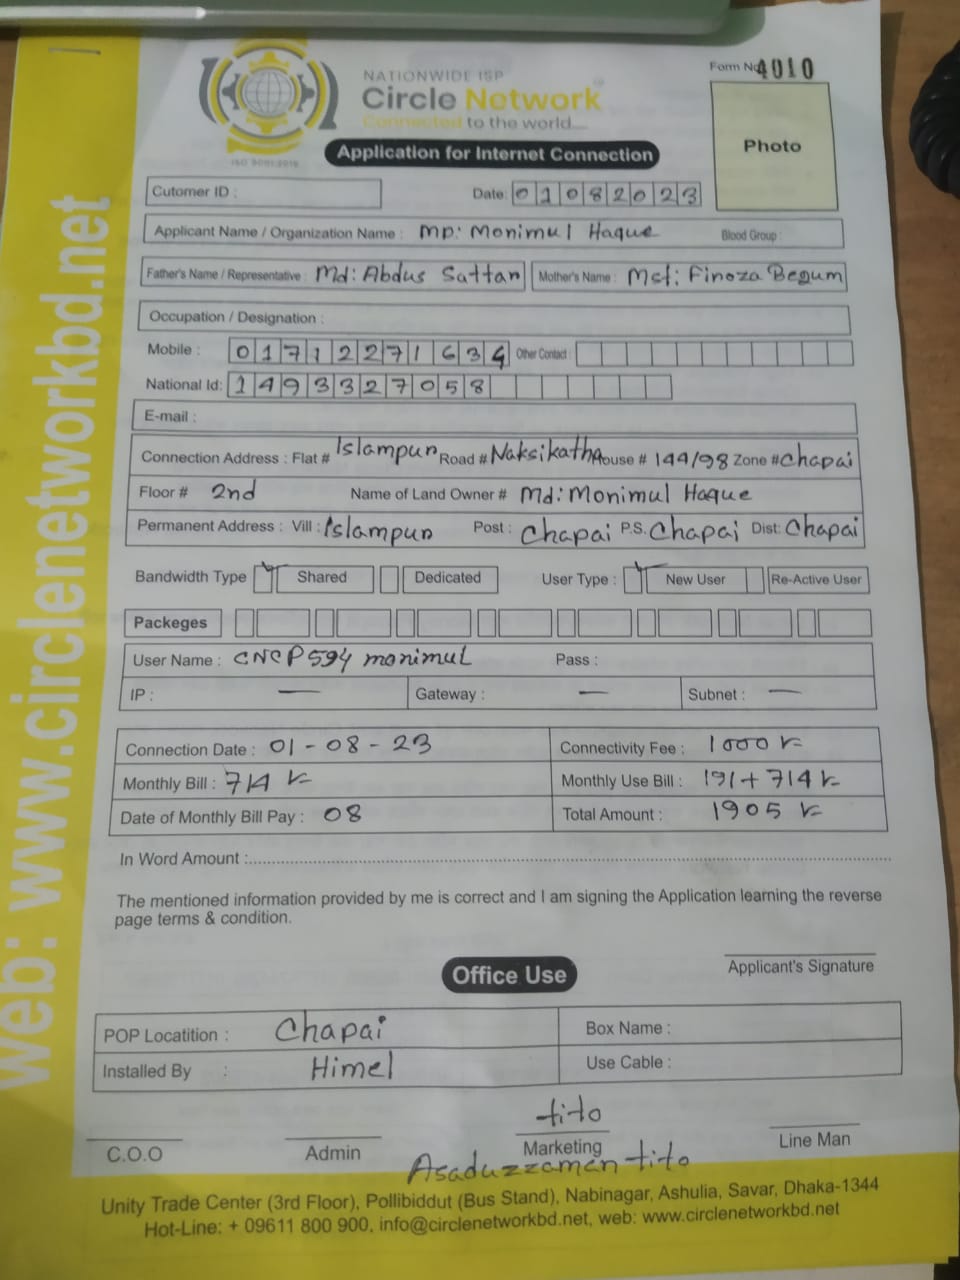 web: www.circlenetworkbd.net
Form No 4010
NATIONWIDE ISP
Circle Network
Connected to the world....
ISO 9001:2015
Photo
Application for Internet Connection
Cutomer ID :
Date: 01082023
Applicant Name / Organization Name : MD: Monimul Haque Blood Group :
Father's Name / Representative : Md: Abdus Sattan Mother's Name : Mst: Finoza Begum
Occupation / Designation :
Mobile : 01712271634 Other Contact :
National Id: 1493327058
E-mail :
Connection Address : Flat # Islampun Road # Naksikatha House # 144/98 Zone # Chapai
Floor # 2nd Name of Land Owner # Md: Monimul Haque
Permanent Address : Vill : Islampun Post : Chapai P.S. Chapai Dist: Chapai
Bandwidth Type Shared Dedicated User Type : New User Re-Active User
Packeges
User Name : CNCP594 monimul Pass :
IP : — Gateway : — Subnet : —
Connection Date : 01-08-23 Connectivity Fee : 1000
Monthly Bill : 714 Monthly Use Bill : 191+714
Date of Monthly Bill Pay : 08 Total Amount : 1905
In Word Amount :
The mentioned information provided by me is correct and I am signing the Application learning the reverse
page terms & condition.
Applicant's Signature
Office Use
POP Locatition : Chapai Box Name :
Installed By : Himel Use Cable :
tito
C.O.O Admin Marketing Line Man
Asaduzzaman tito
Unity Trade Center (3rd Floor), Pollibiddut (Bus Stand), Nabinagar, Ashulia, Savar, Dhaka-1344
Hot-Line: + 09611 800 900, info@circlenetworkbd.net, web: www.circlenetworkbd.net